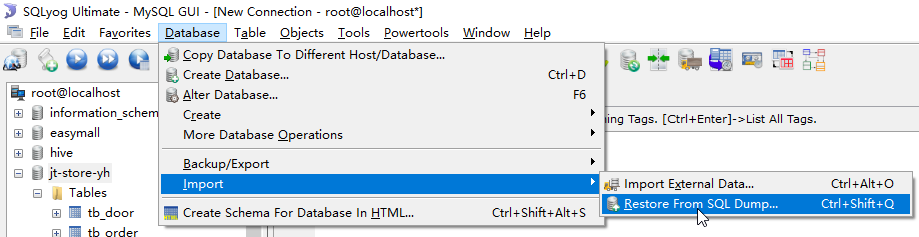 SQLyog Ultimate - MySQL GUI - [New Connection - root@localhost*]
File Edit Favorites Database Table Objects Tools Powertools Window Help
Copy Database To Different Host/Database...
Create Database... Ctrl+D
Alter Database... F6
Create
More Database Operations
Backup/Export
Import
Create Schema For Database In HTML... Ctrl+Shift+Alt+S
root@localhost
information_schem
easymall
hive
jt-store-yh
Tables
tb_door
tb_order
ning Tags. [Ctrl+Enter]->List All Tags.
Import External Data... Ctrl+Alt+O
Restore From SQL Dump... Ctrl+Shift+Q